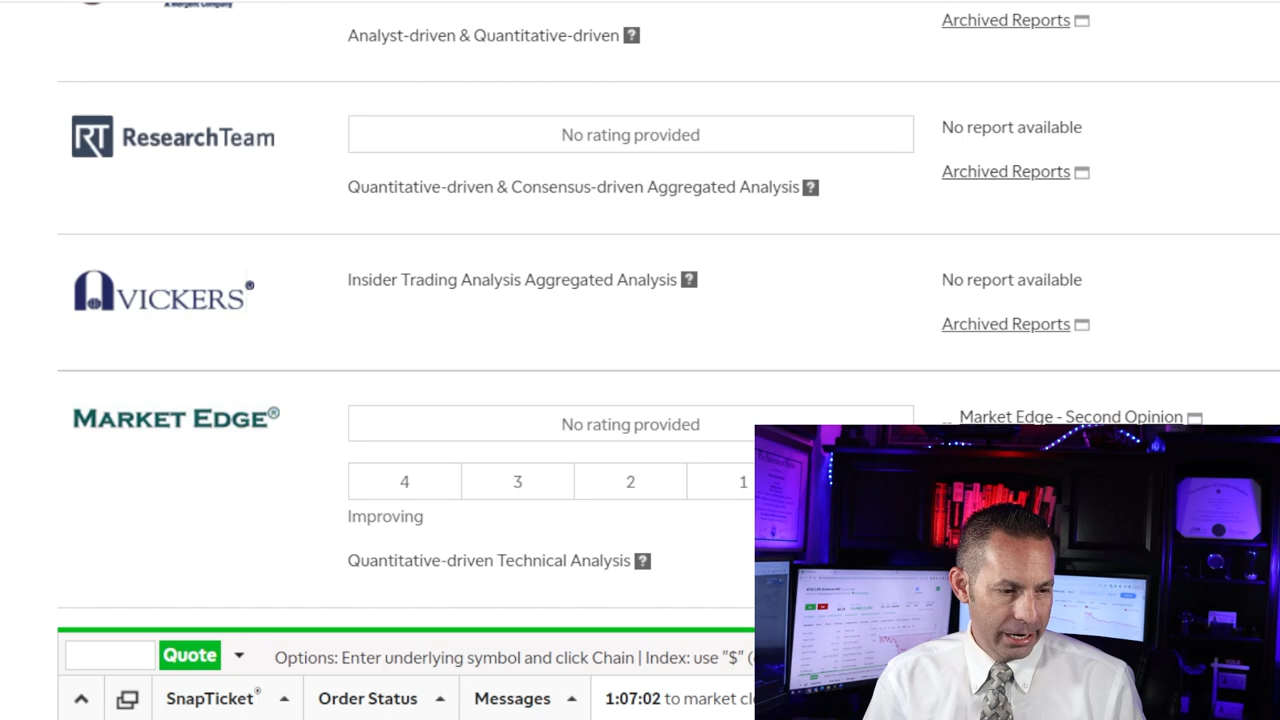 A Mergent Company
Archived Reports
Analyst-driven & Quantitative-driven ?
RT ResearchTeam
No rating provided
No report available
Archived Reports
Quantitative-driven & Consensus-driven Aggregated Analysis ?
VICKERS®
Insider Trading Analysis Aggregated Analysis ?
No report available
Archived Reports
MARKET EDGE®
No rating provided
Market Edge - Second Opinion
4 3 2 1
Improving
Quantitative-driven Technical Analysis ?
Quote
Options: Enter underlying symbol and click Chain | Index: use "$" (
SnapTicket® Order Status Messages 1:07:02 to market